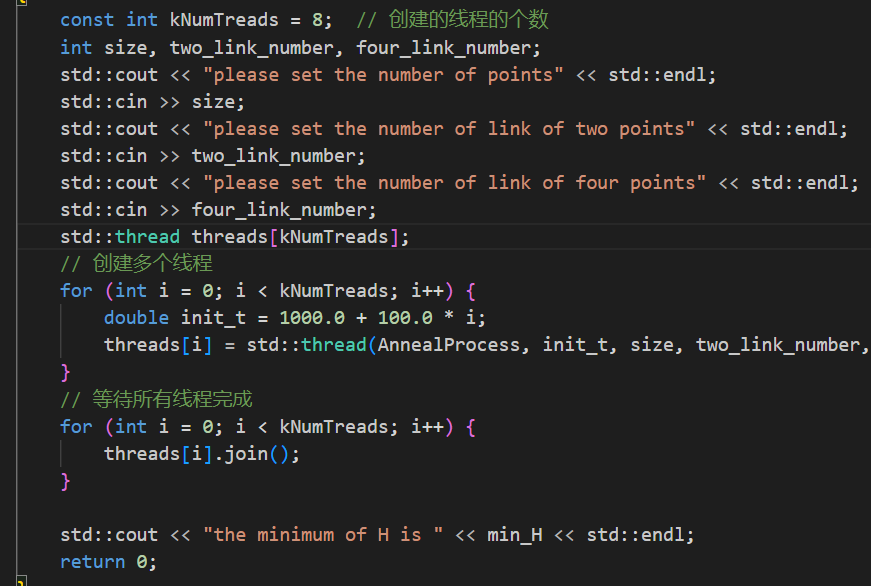 {
const int kNumTreads = 8;  // 创建的线程的个数
int size, two_link_number, four_link_number;
std::cout << "please set the number of points" << std::endl;
std::cin >> size;
std::cout << "please set the number of link of two points" << std::endl;
std::cin >> two_link_number;
std::cout << "please set the number of link of four points" << std::endl;
std::cin >> four_link_number;
std::thread threads[kNumTreads];
// 创建多个线程
for (int i = 0; i < kNumTreads; i++) {
    double init_t = 1000.0 + 100.0 * i;
    threads[i] = std::thread(AnnealProcess, init_t, size, two_link_number,
}
// 等待所有线程完成
for (int i = 0; i < kNumTreads; i++) {
    threads[i].join();
}
std::cout << "the minimum of H is " << min_H << std::endl;
return 0;
}